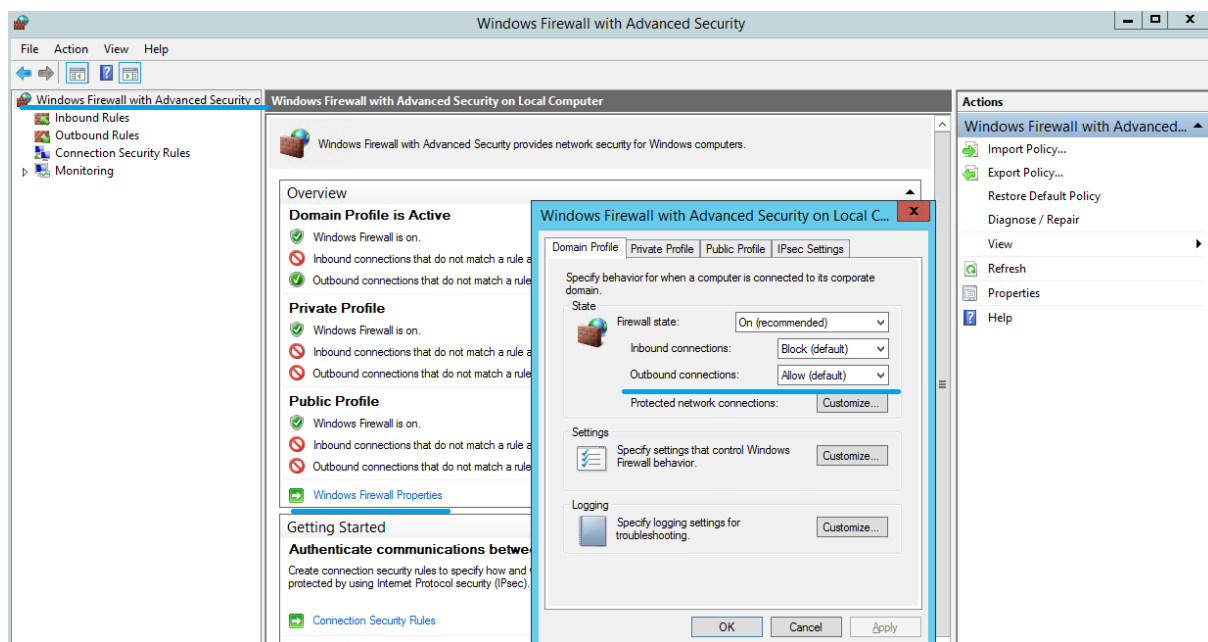 Windows Firewall with Advanced Security
File Action View Help
Windows Firewall with Advanced Security o
Inbound Rules
Outbound Rules
Connection Security Rules
Monitoring
Windows Firewall with Advanced Security on Local Computer
Windows Firewall with Advanced Security provides network security for Windows computers.
Overview
Domain Profile is Active
Windows Firewall is on.
Inbound connections that do not match a rule a
Outbound connections that do not match a rule
Private Profile
Windows Firewall is on.
Inbound connections that do not match a rule a
Outbound connections that do not match a rule
Public Profile
Windows Firewall is on.
Inbound connections that do not match a rule a
Outbound connections that do not match a rule
Windows Firewall Properties
Getting Started
Authenticate communications betwe
Create connection security rules to specify how and
protected by using Internet Protocol security (IPsec).
Connection Security Rules
Windows Firewall with Advanced Security on Local C...
Domain Profile Private Profile Public Profile IPsec Settings
Specify behavior for when a computer is connected to its corporate
domain.
State
Firewall state: On (recommended)
Inbound connections: Block (default)
Outbound connections: Allow (default)
Protected network connections: Customize...
Settings
Specify settings that control Windows
Firewall behavior.
Customize...
Logging
Specify logging settings for
troubleshooting.
Customize...
OK Cancel Apply
Actions
Windows Firewall with Advanced...
Import Policy...
Export Policy...
Restore Default Policy
Diagnose / Repair
View
Refresh
Properties
Help